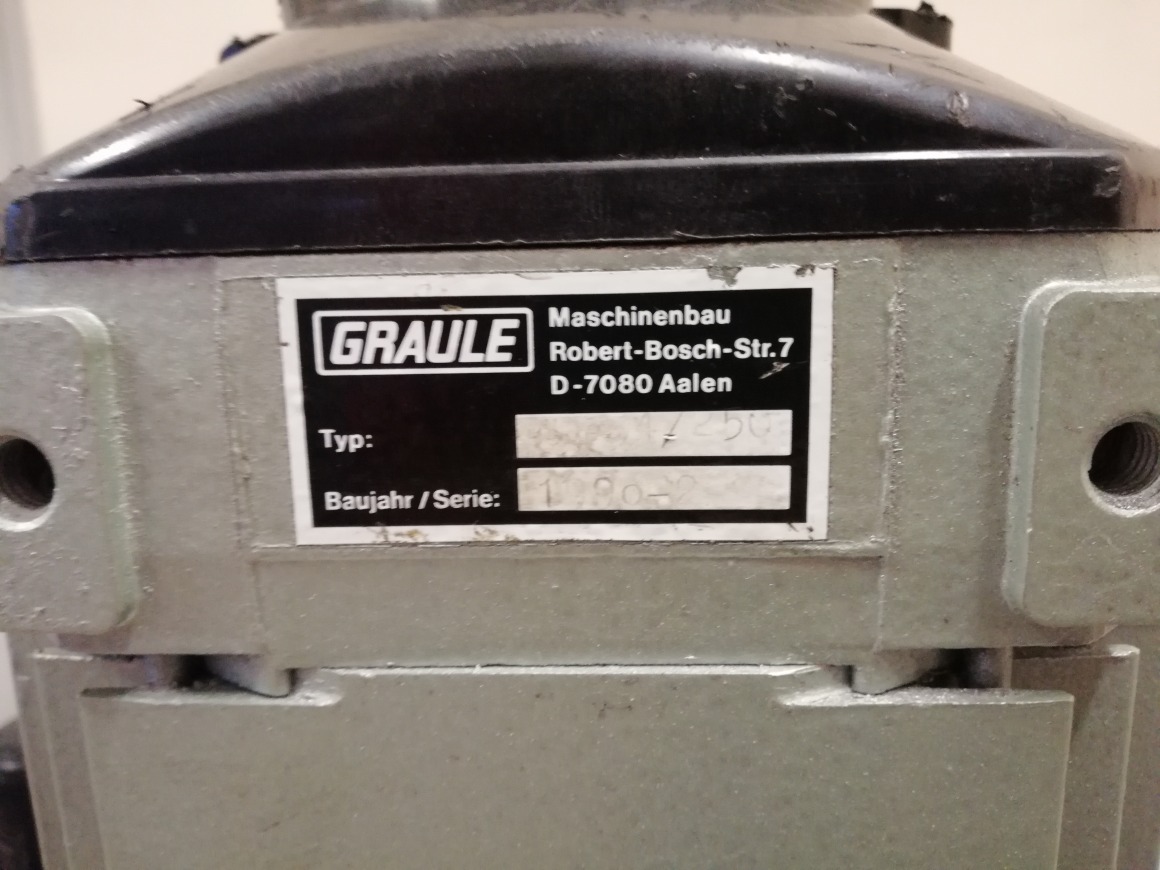 GRAULE
Maschinenbau
Robert-Bosch-Str.7
D-7080 Aalen
Typ:
Baujahr / Serie: